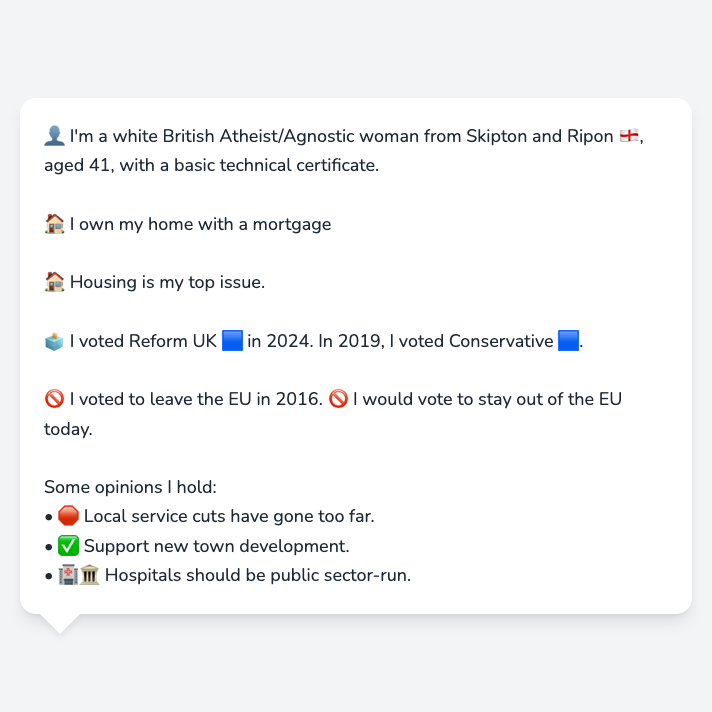 👤 I'm a white British Atheist/Agnostic woman from Skipton and Ripon 🏴󠁧󠁢󠁥󠁮󠁧󠁿,
aged 41, with a basic technical certificate.
🏠 I own my home with a mortgage
🏠 Housing is my top issue.
🗳️ I voted Reform UK 🟦 in 2024. In 2019, I voted Conservative 🟦.
🚫 I voted to leave the EU in 2016. 🚫 I would vote to stay out of the EU
today.
Some opinions I hold:
• 🛑 Local service cuts have gone too far.
• ✅ Support new town development.
• 🏥🏛️ Hospitals should be public sector-run.